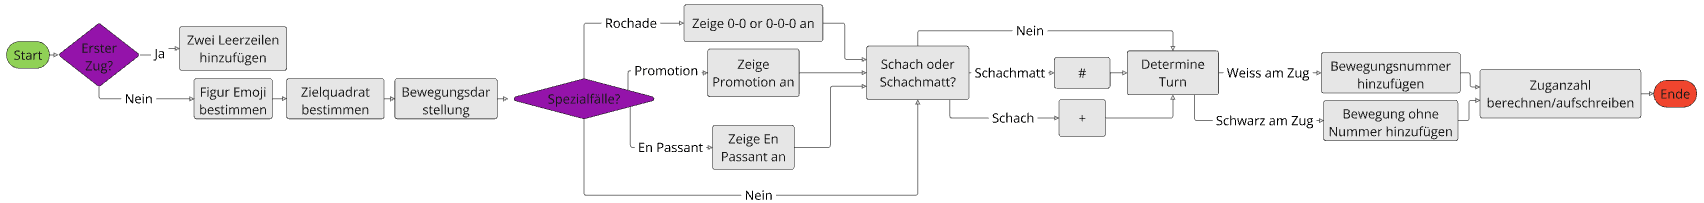 Start
Erster
Zug?
Ja
Zwei Leerzeilen
hinzufügen
Nein
Figur Emoji
bestimmen
Zielquadrat
bestimmen
Bewegungsdar
stellung
Spezialfälle?
Rochade
Zeige 0-0 or 0-0-0 an
Promotion
Zeige
Promotion an
En Passant
Zeige En
Passant an
Nein
Schach oder
Schachmatt?
Nein
Schachmatt
#
Schach
+
Determine
Turn
Weiss am Zug
Bewegungsnummer
hinzufügen
Schwarz am Zug
Bewegung ohne
Nummer hinzufügen
Zuganzahl
berechnen/aufschreiben
Ende